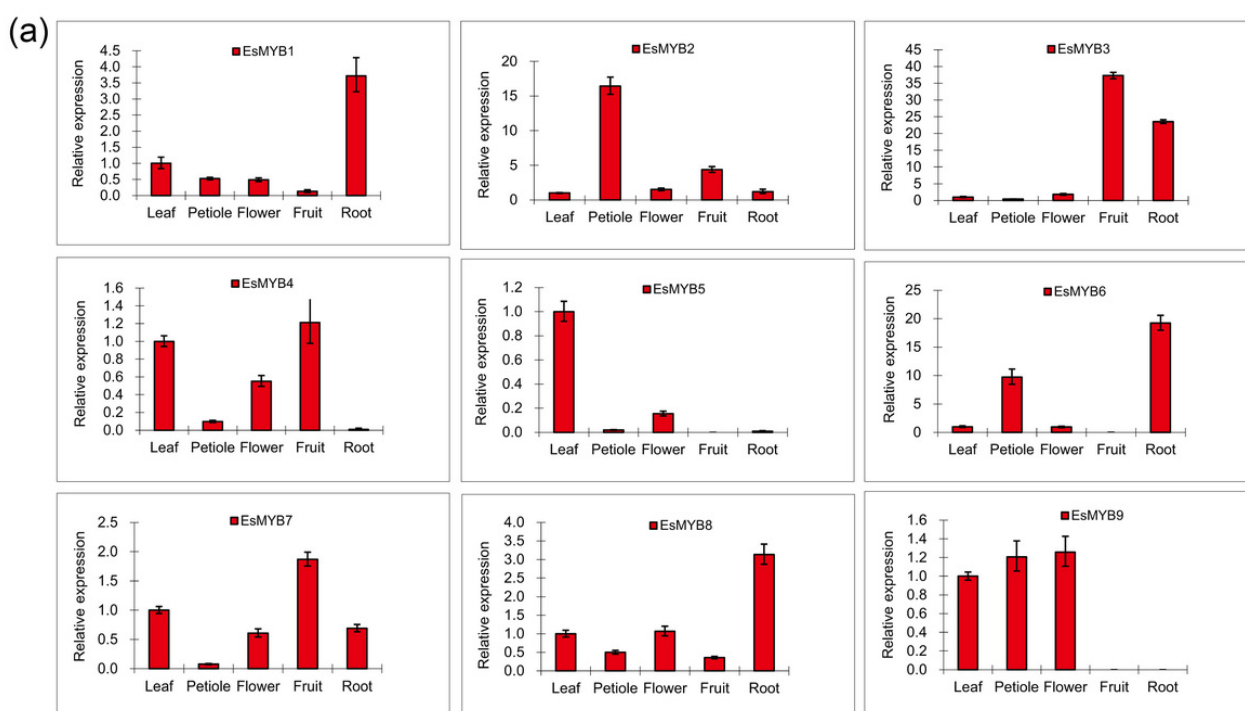 (a)
EsMYB1
Relative expression
4.5
4.0
3.5
3.0
2.5
2.0
1.5
1.0
0.5
0.0
Leaf Petiole Flower Fruit Root
EsMYB2
Relative expression
20
15
10
5
0
Leaf Petiole Flower Fruit Root
EsMYB3
Relative expression
45
40
35
30
25
20
15
10
5
0
Leaf Petiole Flower Fruit Root
EsMYB4
Relative expression
1.6
1.4
1.2
1.0
0.8
0.6
0.4
0.2
0.0
Leaf Petiole Flower Fruit Root
EsMYB5
Relative expression
1.2
1.0
0.8
0.6
0.4
0.2
0.0
Leaf Petiole Flower Fruit Root
EsMYB6
Relative expression
25
20
15
10
5
0
Leaf Petiole Flower Fruit Root
EsMYB7
Relative expression
2.5
2.0
1.5
1.0
0.5
0.0
Leaf Petiole Flower Fruit Root
EsMYB8
Relative expression
4.0
3.5
3.0
2.5
2.0
1.5
1.0
0.5
0.0
Leaf Petiole Flower Fruit Root
EsMYB9
Relative expression
1.6
1.4
1.2
1.0
0.8
0.6
0.4
0.2
0.0
Leaf Petiole Flower Fruit Root